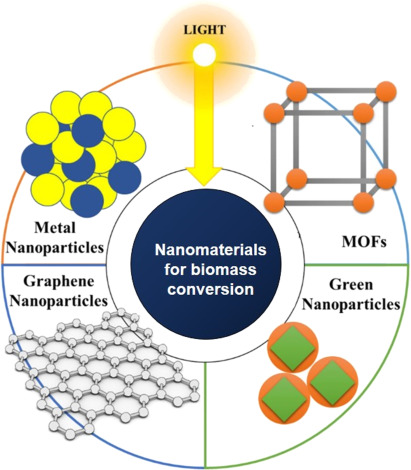 LIGHT
Metal
Nanoparticles
MOFs
Nanomaterials
for biomass
conversion
Graphene
Nanoparticles
Green
Nanoparticles